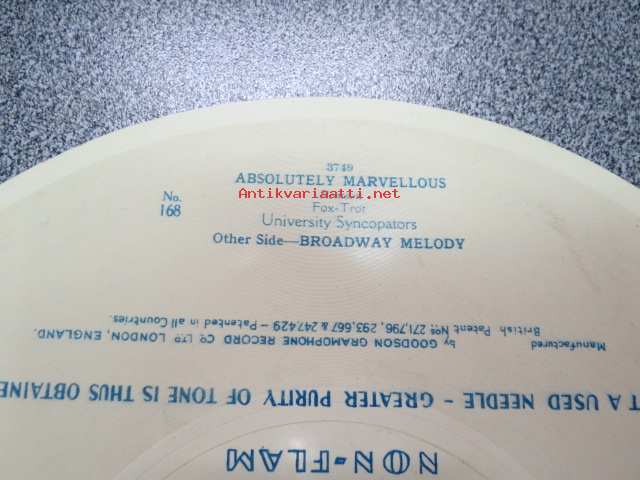 3749
ABSOLUTELY MARVELLOUS
Antikvariaatti.net
No.
168
Fox-Trot
University Syncopators
Other Side—BROADWAY MELODY
Manufactured by GOODSON GRAMOPHONE RECORD CO. LTD LONDON, ENGLAND.
British Patent Nos. 271,796, 293,667 & 247,429 – Patented in all Countries.
A USED NEEDLE – GREATER PURITY OF TONE IS THUS
NON-FLAM